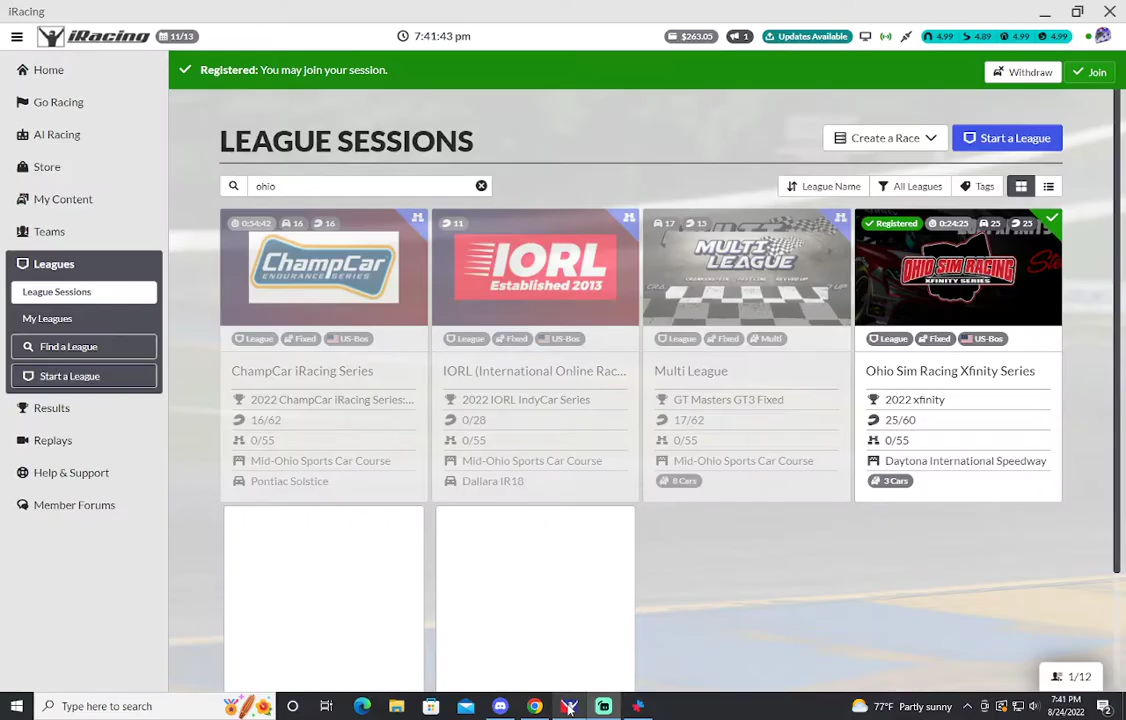 iRacing
iRacing 11/13 7:41:43 pm $263.05 1 Updates Available 4.99 4.89 4.99 4.99
Home
Go Racing
AI Racing
Store
My Content
Teams
Leagues
League Sessions
My Leagues
Find a League
Start a League
Results
Replays
Help & Support
Member Forums
Registered: You may join your session. Withdraw Join
LEAGUE SESSIONS Create a Race Start a League
ohio League Name All Leagues Tags
0:54:42 16 16
ChampCar
ENDURANCE SERIES
League Fixed US-Bos
ChampCar iRacing Series
2022 ChampCar iRacing Series:...
16/62
0/55
Mid-Ohio Sports Car Course
Pontiac Solstice
11
IORL
Established 2013
League Fixed US-Bos
IORL (International Online Rac...
2022 IORL IndyCar Series
0/28
0/55
Mid-Ohio Sports Car Course
Dallara IR18
17 15
MULTI
LEAGUE
League Fixed Multi
Multi League
GT Masters GT3 Fixed
17/62
0/55
Mid-Ohio Sports Car Course
8 Cars
Registered 0:24:25 25 25
OHIO SIM RACING
XFINITY SERIES
League Fixed US-Bos
Ohio Sim Racing Xfinity Series
2022 xfinity
25/60
0/55
Daytona International Speedway
3 Cars
1/12
Type here to search 77°F Partly sunny 7:41 PM
8/24/2022 2